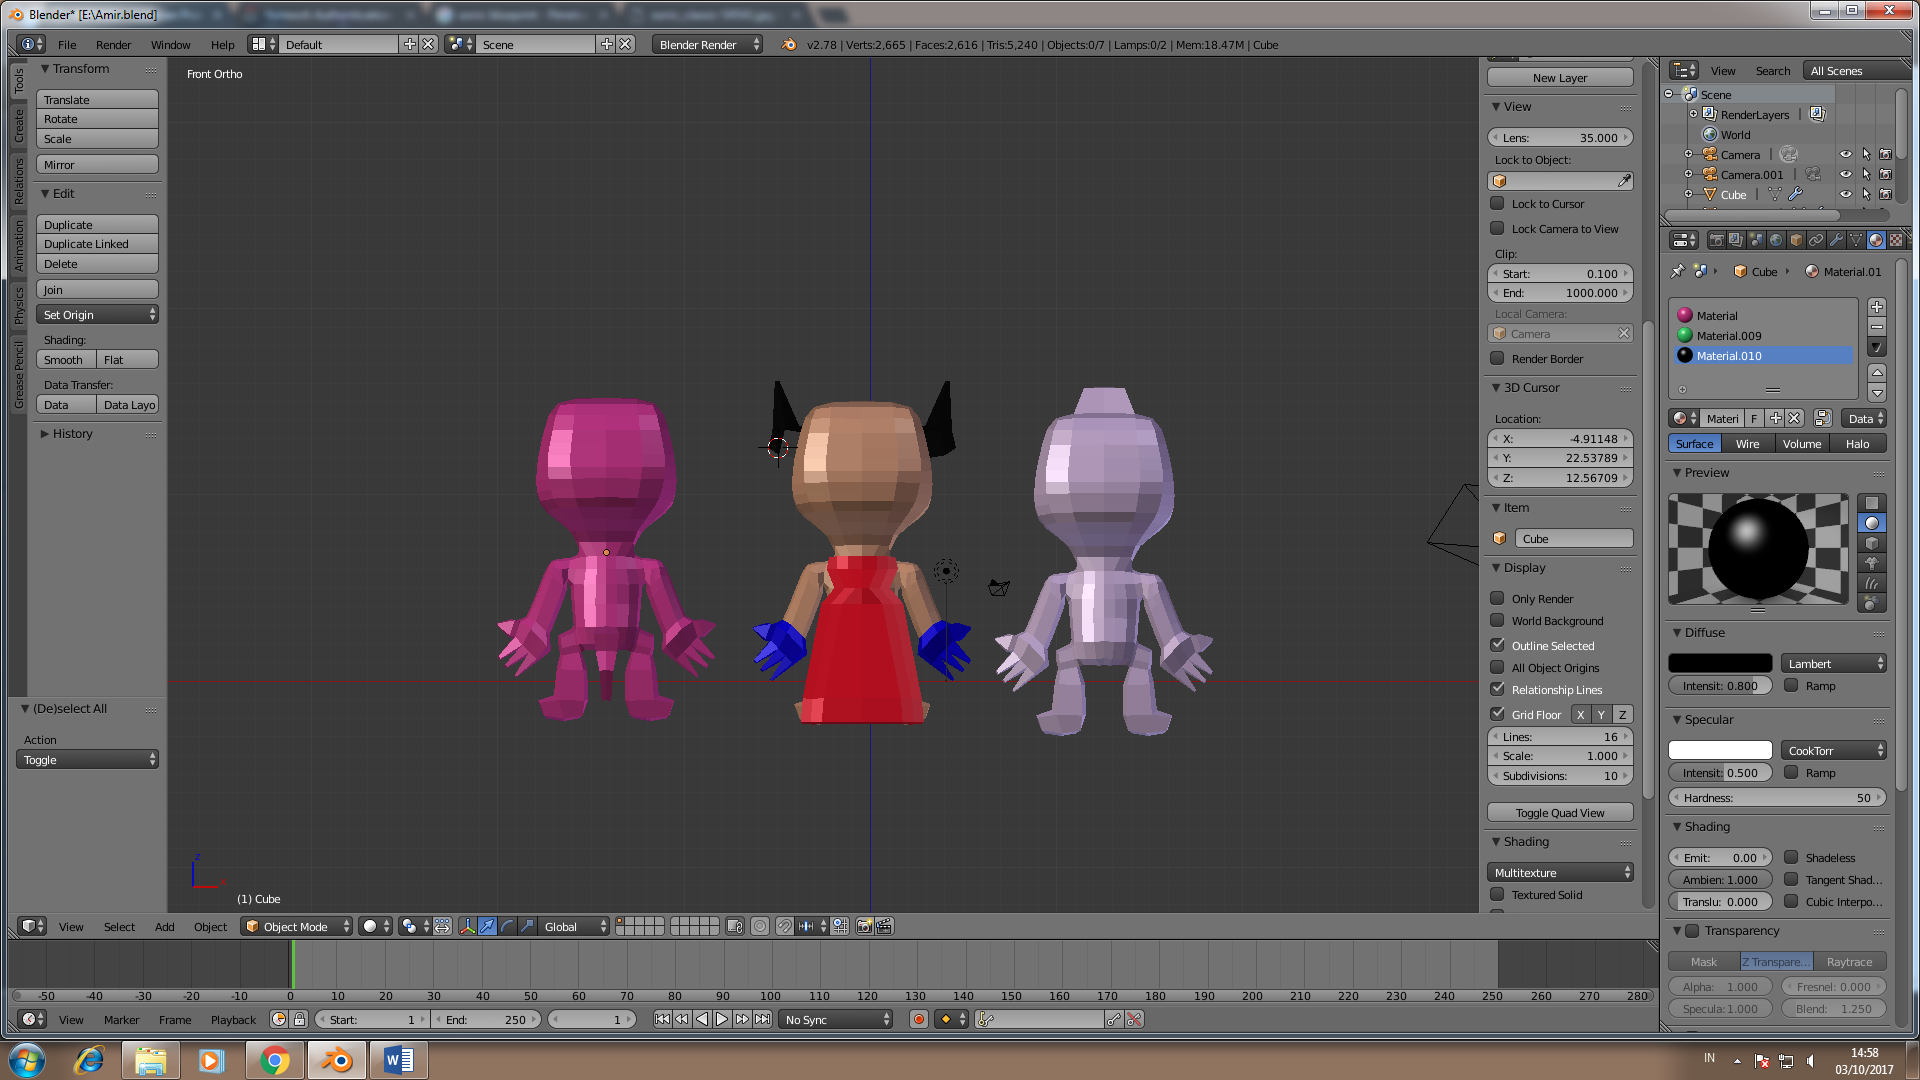 Blender* [E:\Amir.blend]
File Render Window Help Default Scene Blender Render v2.78 | Verts:2,665 | Faces:2,616 | Tris:5,240 | Objects:0/7 | Lamps:0/2 | Mem:18.47M | Cube
Tools
Create
Relations
Animation
Physics
Grease Pencil
Transform
Translate
Rotate
Scale
Mirror
Edit
Duplicate
Duplicate Linked
Delete
Join
Set Origin
Shading:
Smooth Flat
Data Transfer:
Data Data Layo
History
(De)select All
Action
Toggle
Front Ortho
z
(1) Cube
New Layer
View
Lens: 35.000
Lock to Object:
Lock to Cursor
Lock Camera to View
Clip:
Start: 0.100
End: 1000.000
Local Camera:
Camera
Render Border
3D Cursor
Location:
X: -4.91148
Y: 22.53789
Z: 12.56709
Item
Cube
Display
Only Render
World Background
Outline Selected
All Object Origins
Relationship Lines
Grid Floor X Y Z
Lines: 16
Scale: 1.000
Subdivisions: 10
Toggle Quad View
Shading
Multitexture
Textured Solid
View Search All Scenes
Scene
RenderLayers |
World
Camera |
Camera.001 |
Cube |
Cube Material.01
Material
Material.009
Material.010
Materi F Data
Surface Wire Volume Halo
Preview
Diffuse
Lambert
Intensit: 0.800 Ramp
Specular
CookTorr
Intensit: 0.500 Ramp
Hardness: 50
Shading
Emit: 0.00 Shadeless
Ambien: 1.000 Tangent Shad...
Translu: 0.000 Cubic Interpo...
Transparency
Mask Z Transpare... Raytrace
Alpha: 1.000 Fresnel: 0.000
Specula: 1.000 Blend: 1.250
View Select Add Object Object Mode Global
-50 -40 -30 -20 -10 0 10 20 30 40 50 60 70 80 90 100 110 120 130 140 150 160 170 180 190 200 210 220 230 240 250 260 270 280
View Marker Frame Playback Start: 1 End: 250 1 No Sync
IN 14:58
03/10/2017